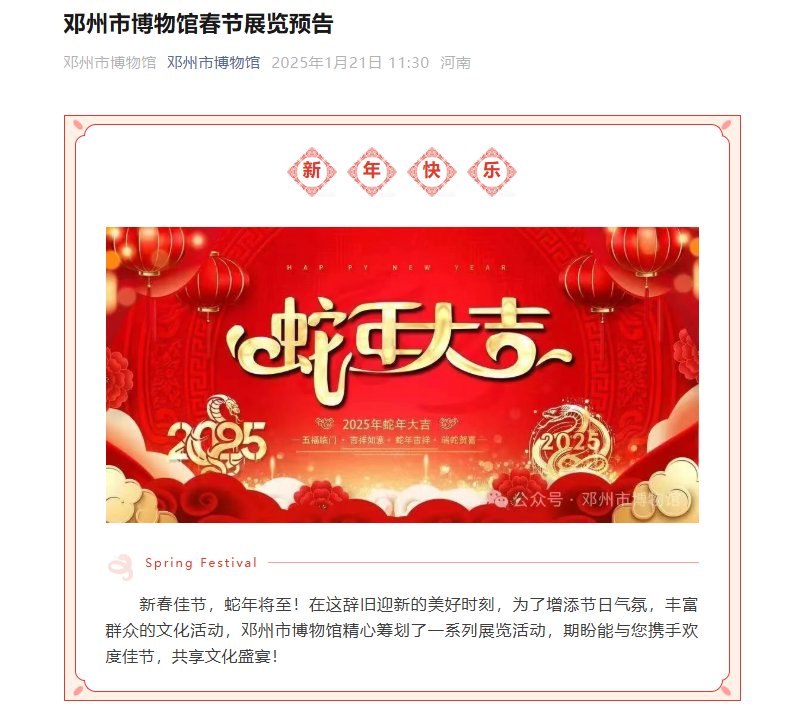 邓州市博物馆春节展览预告
邓州市博物馆 邓州市博物馆 2025年1月21日 11:30 河南
新 年 快 乐
HAPPY NEW YEAR
蛇年大吉
2025年蛇年大吉
五福临门·吉祥如意·蛇年吉祥·瑞蛇贺喜
2025
2025
公众号·邓州市博物馆
Spring Festival
新春佳节，蛇年将至！在这辞旧迎新的美好时刻，为了增添节日气氛，丰富
群众的文化活动，邓州市博物馆精心筹划了一系列展览活动，期盼能与您携手欢
度佳节，共享文化盛宴！